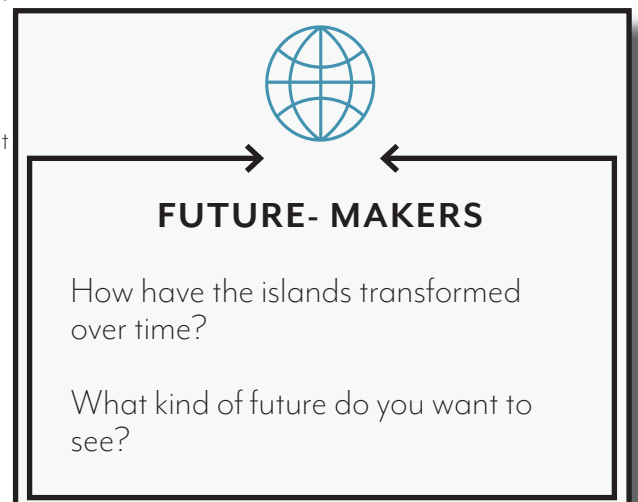 t
FUTURE- MAKERS
How have the islands transformed
over time?
What kind of future do you want to
see?